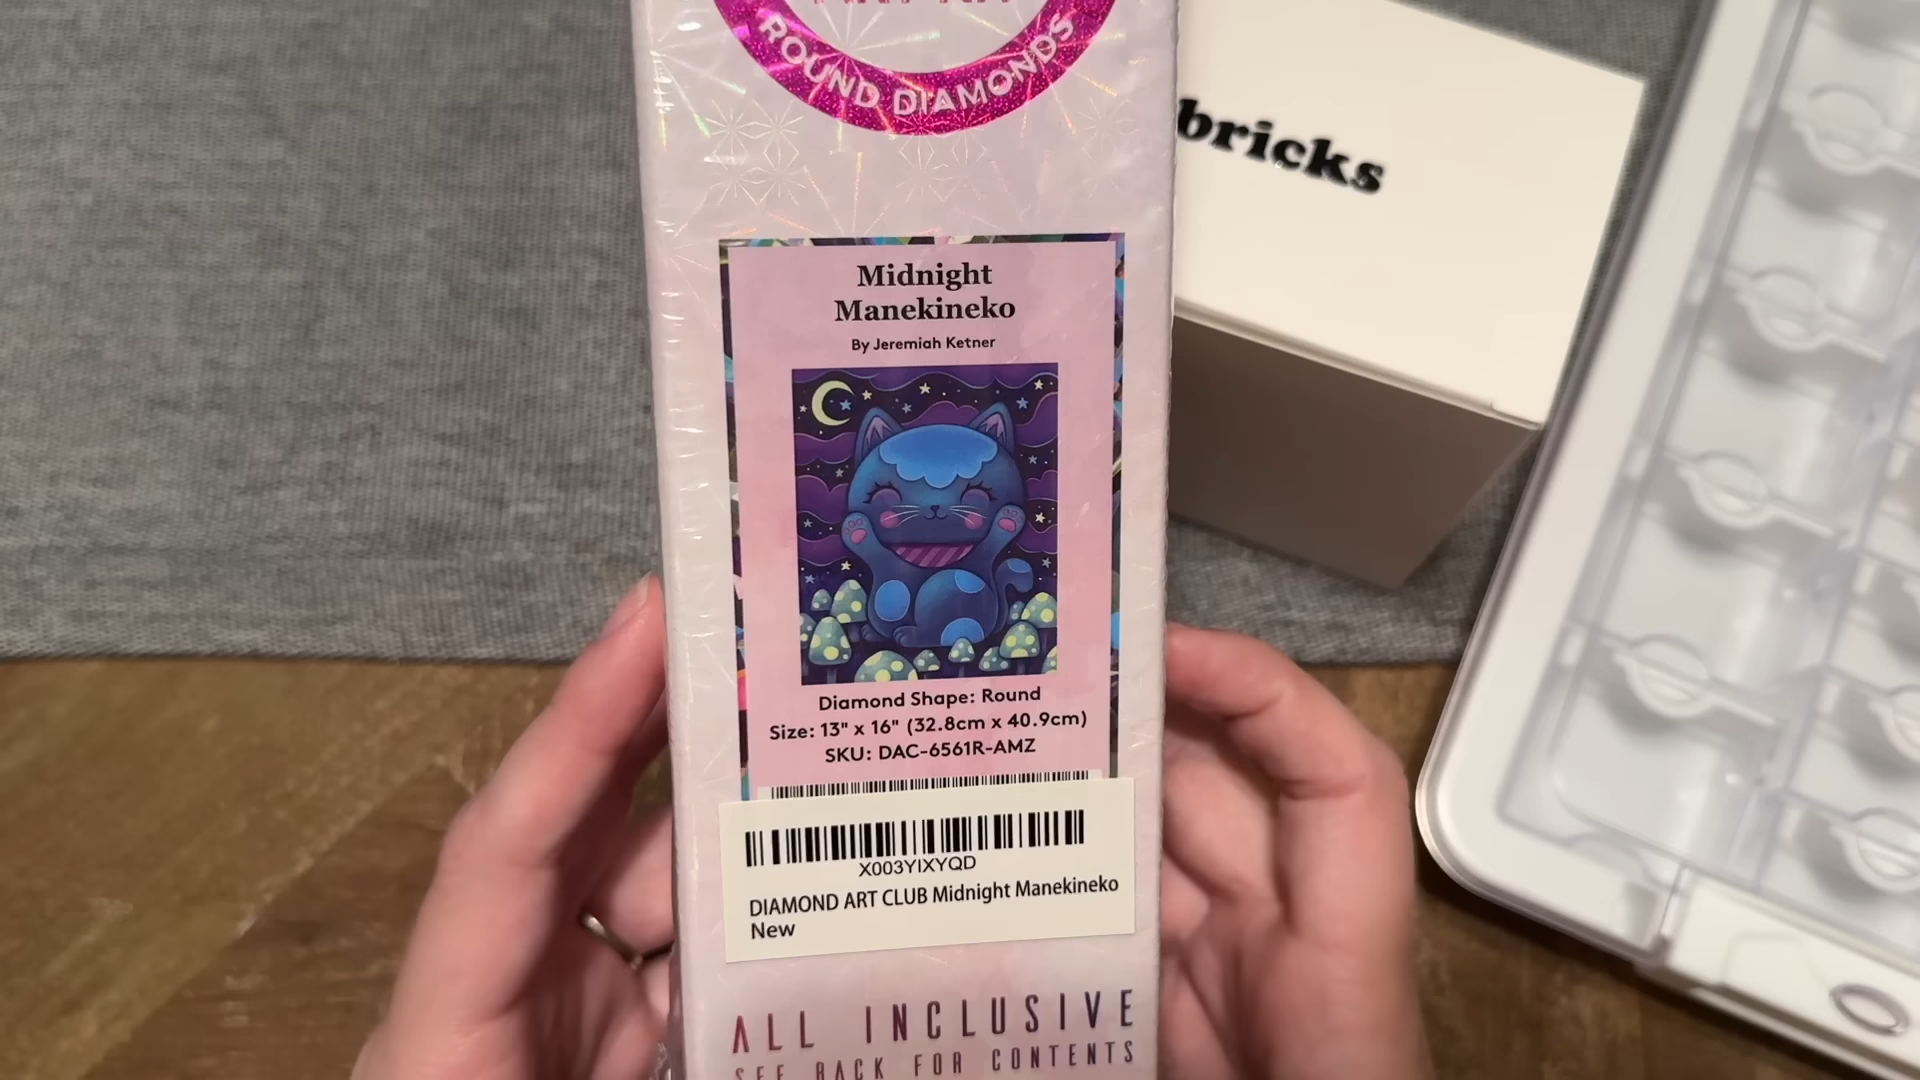 ROUND DIAMONDS
bricks
Midnight
Manekineko
By Jeremiah Ketner
Diamond Shape: Round
Size: 13" x 16" (32.8cm x 40.9cm)
SKU: DAC-6561R-AMZ
X003YIXYQD
DIAMOND ART CLUB Midnight Manekineko
New
ALL INCLUSIVE
SEE BACK FOR CONTENTS